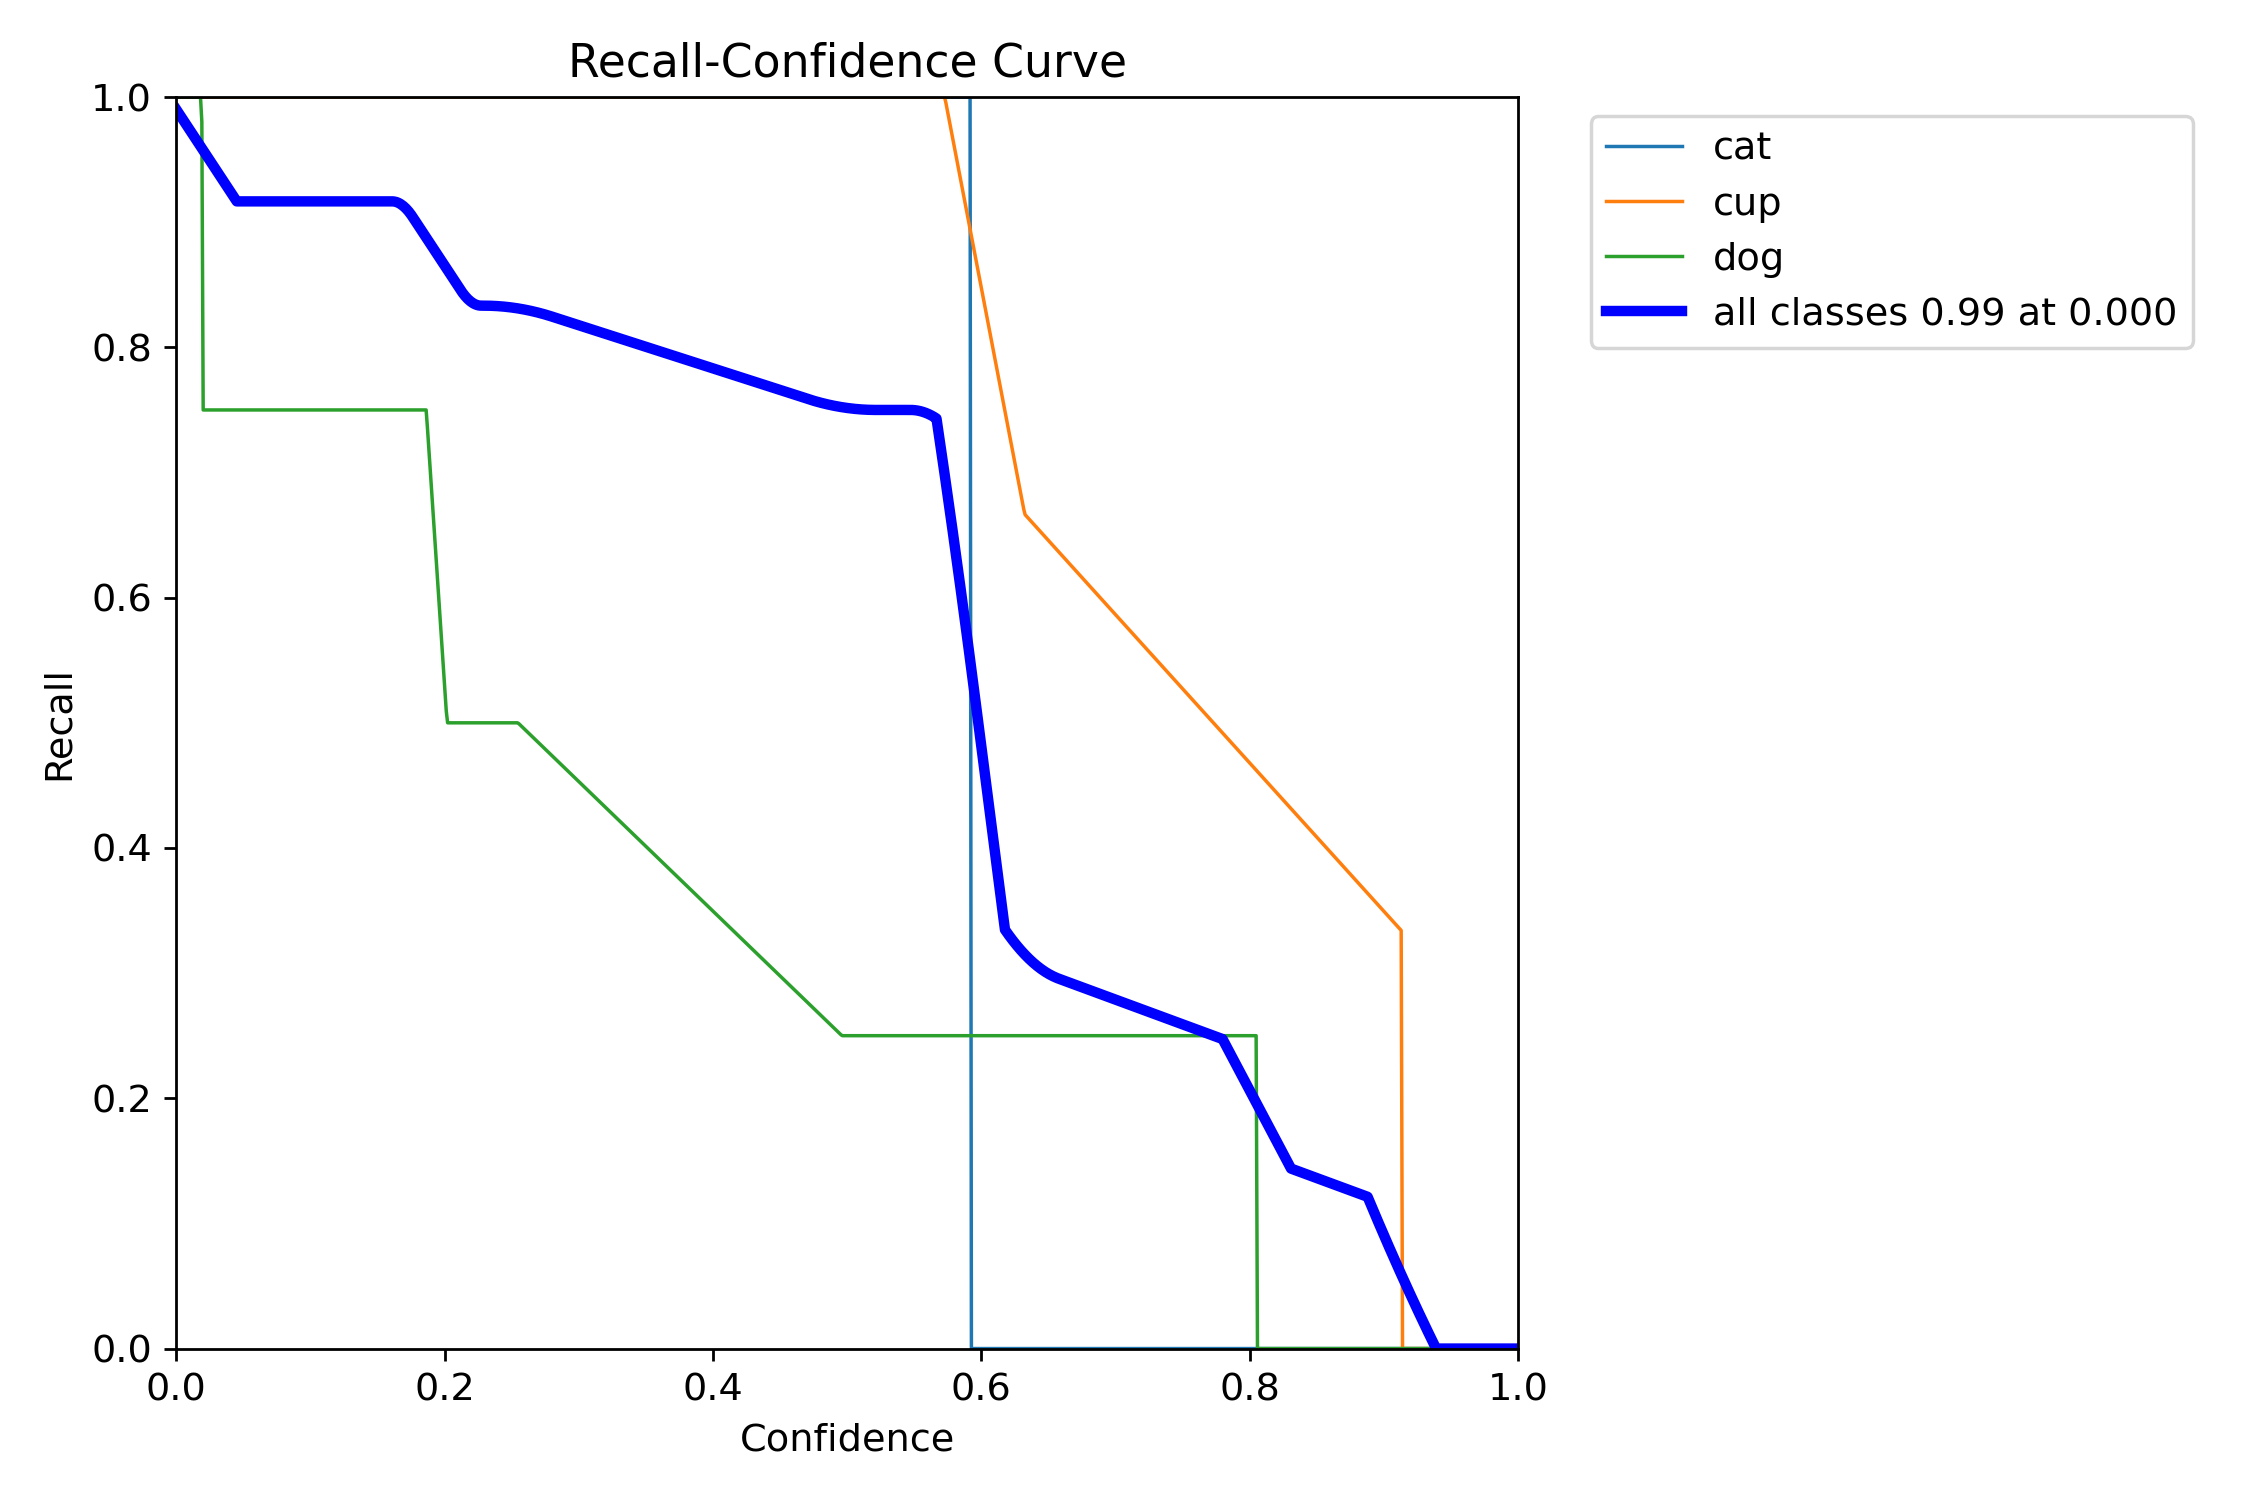 Recall-Confidence Curve
1.0
0.8
0.6
0.4
0.2
0.0
Recall
0.0 0.2 0.4 0.6 0.8 1.0
Confidence
cat
cup
dog
all classes 0.99 at 0.000